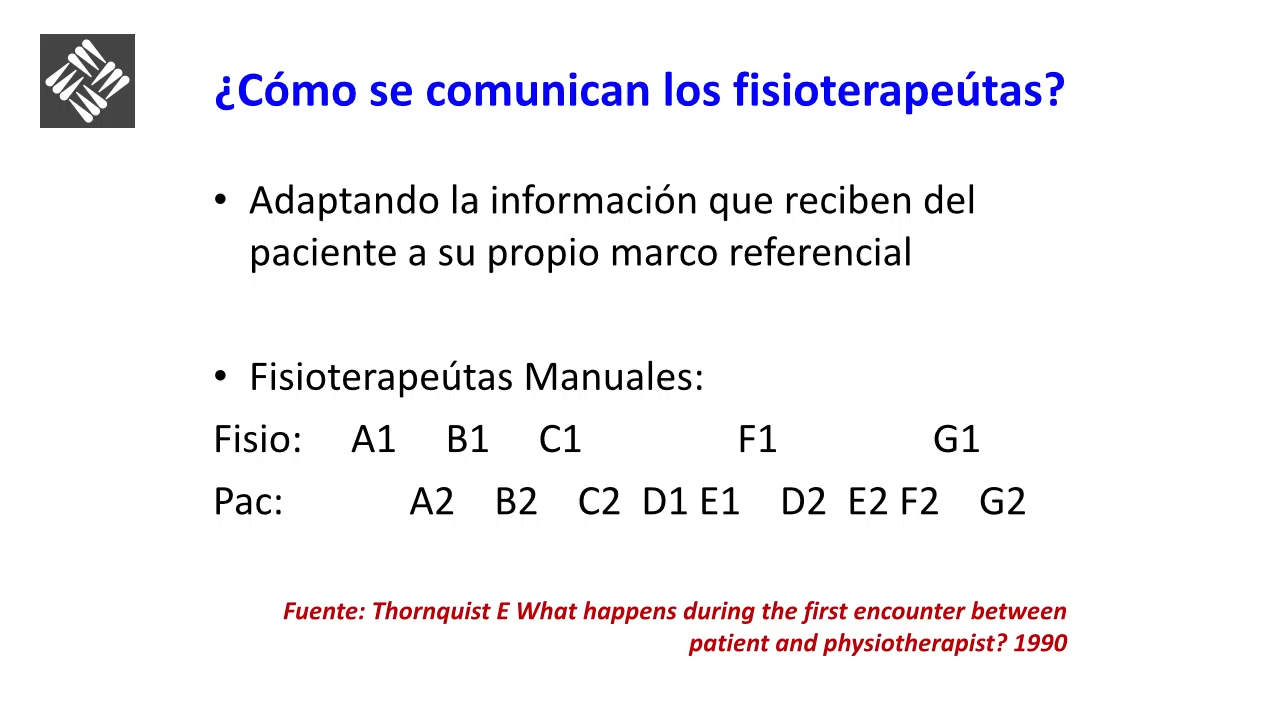 ¿Cómo se comunican los fisioterapeútas?
• Adaptando la información que reciben del
paciente a su propio marco referencial
• Fisioterapeútas Manuales:
Fisio: A1 B1 C1 F1 G1
Pac: A2 B2 C2 D1 E1 D2 E2 F2 G2
Fuente: Thornquist E What happens during the first encounter between
patient and physiotherapist? 1990